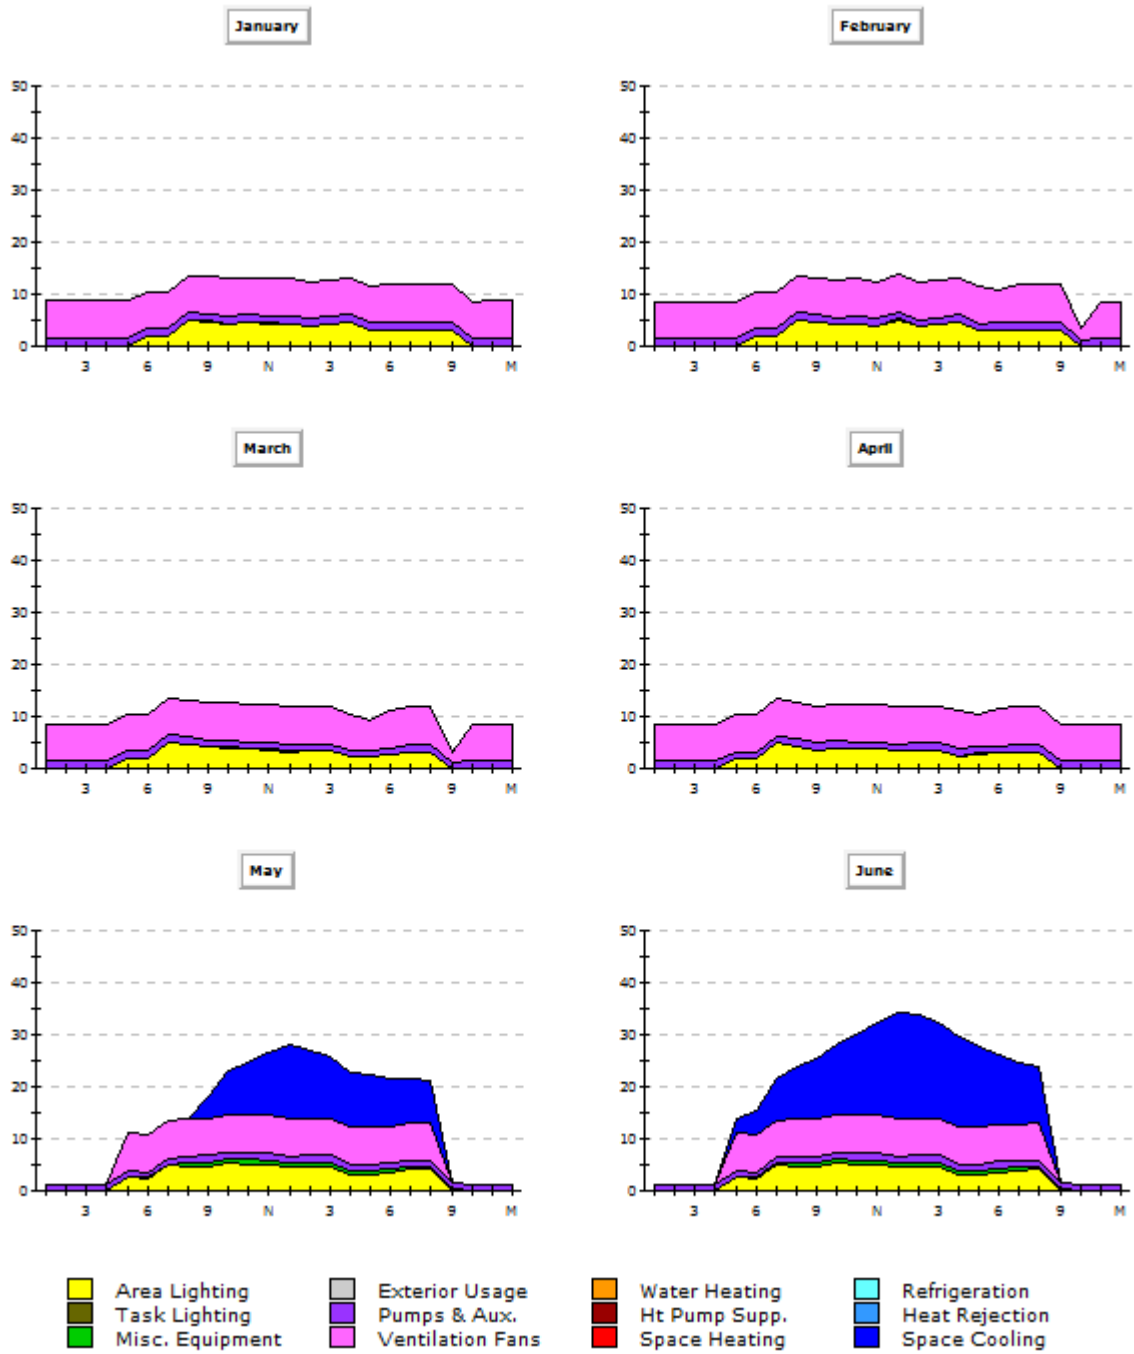 January February
50 50
40 40
30 30
20 20
10 10
0 0
3 6 9 N 3 6 9 M 3 6 9 N 3 6 9 M
March April
50 50
40 40
30 30
20 20
10 10
0 0
3 6 9 N 3 6 9 M 3 6 9 N 3 6 9 M
May June
50 50
40 40
30 30
20 20
10 10
0 0
3 6 9 N 3 6 9 M 3 6 9 N 3 6 9 M
Area Lighting Exterior Usage Water Heating Refrigeration
Task Lighting Pumps & Aux. Ht Pump Supp. Heat Rejection
Misc. Equipment Ventilation Fans Space Heating Space Cooling